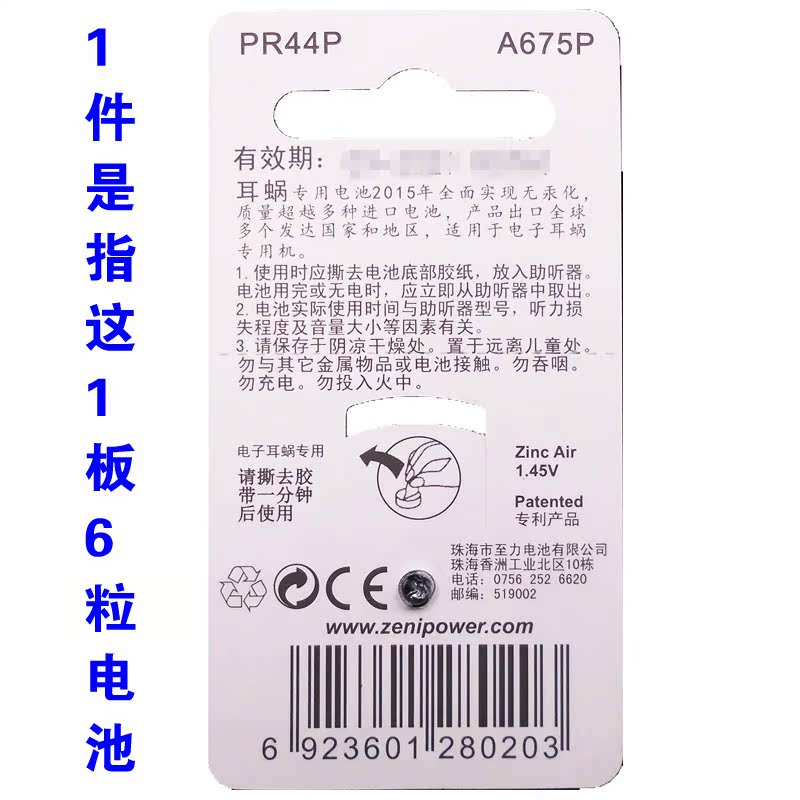 1件是指这1板6粒电池
PR44P
A675P
有效期：
耳蜗专用电池2015年全面实现无汞化，
质量超越多种进口电池，产品出口全球
多个发达国家和地区，适用于电子耳蜗
专用机。
1. 使用时应撕去电池底部胶纸，放入助听器。
电池用完或无电时，应立即从助听器中取出。
2. 电池实际使用时间与助听器型号，听力损
失程度及音量大小等因素有关。
3. 请保存于阴凉干燥处。置于远离儿童处。
勿与其它金属物品或电池接触。勿吞咽。
勿充电。勿投入火中。
电子耳蜗专用
请撕去胶
带一分钟
后使用
Zinc Air
1.45V
Patented
专利产品
珠海市至力电池有限公司
珠海香洲工业北区10栋
电话：0756 252 6620
邮编：519002
CE
www.zenipower.com
6 923601 280203